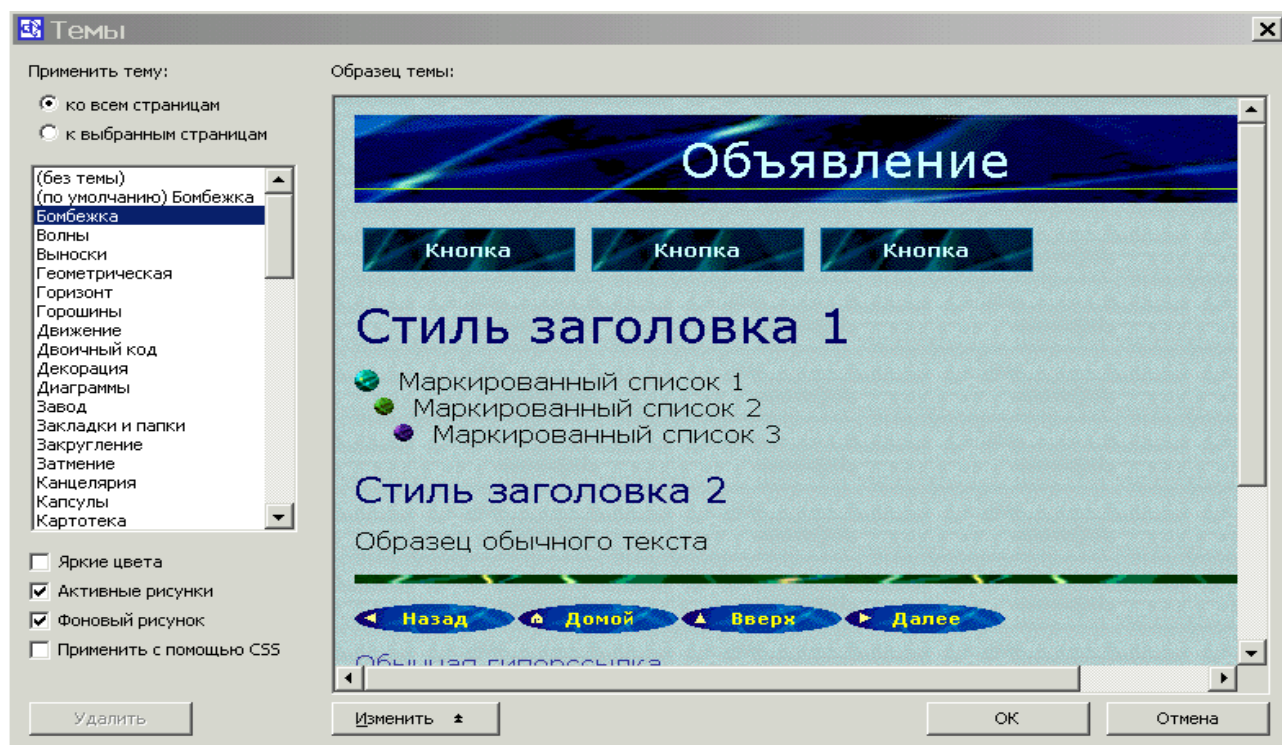 Темы
Применить тему:
ко всем страницам
к выбранным страницам
(без темы)
(по умолчанию) Бомбежка
Бомбежка
Волны
Выноски
Геометрическая
Горизонт
Горошины
Движение
Двоичный код
Декорация
Диаграммы
Завод
Закладки и папки
Закругление
Затмение
Канцелярия
Капсулы
Картотека
Яркие цвета
Активные рисунки
Фоновый рисунок
Применить с помощью CSS
Удалить
Образец темы:
Объявление
Кнопка Кнопка Кнопка
Стиль заголовка 1
Маркированный список 1
Маркированный список 2
Маркированный список 3
Стиль заголовка 2
Образец обычного текста
Назад Домой Вверх Далее
Обычная гиперссылка
Изменить
ОК
Отмена